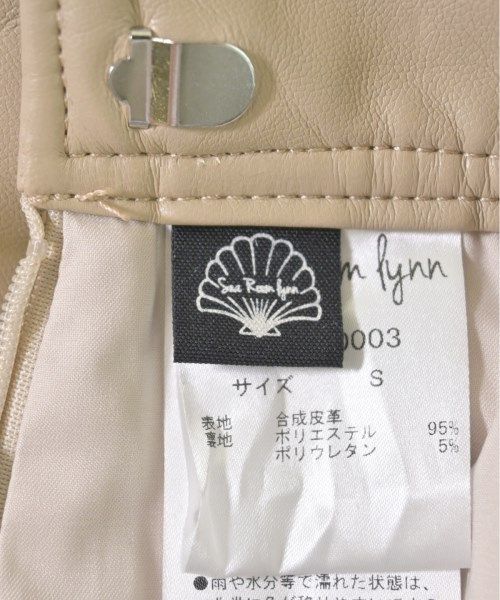 Sea Room lynn
m lynn
0003
サイズ S
表地 合成皮革
裏地 ポリエステル 95%
ポリウレタン 5%
●雨や水分等で濡れた状態は、